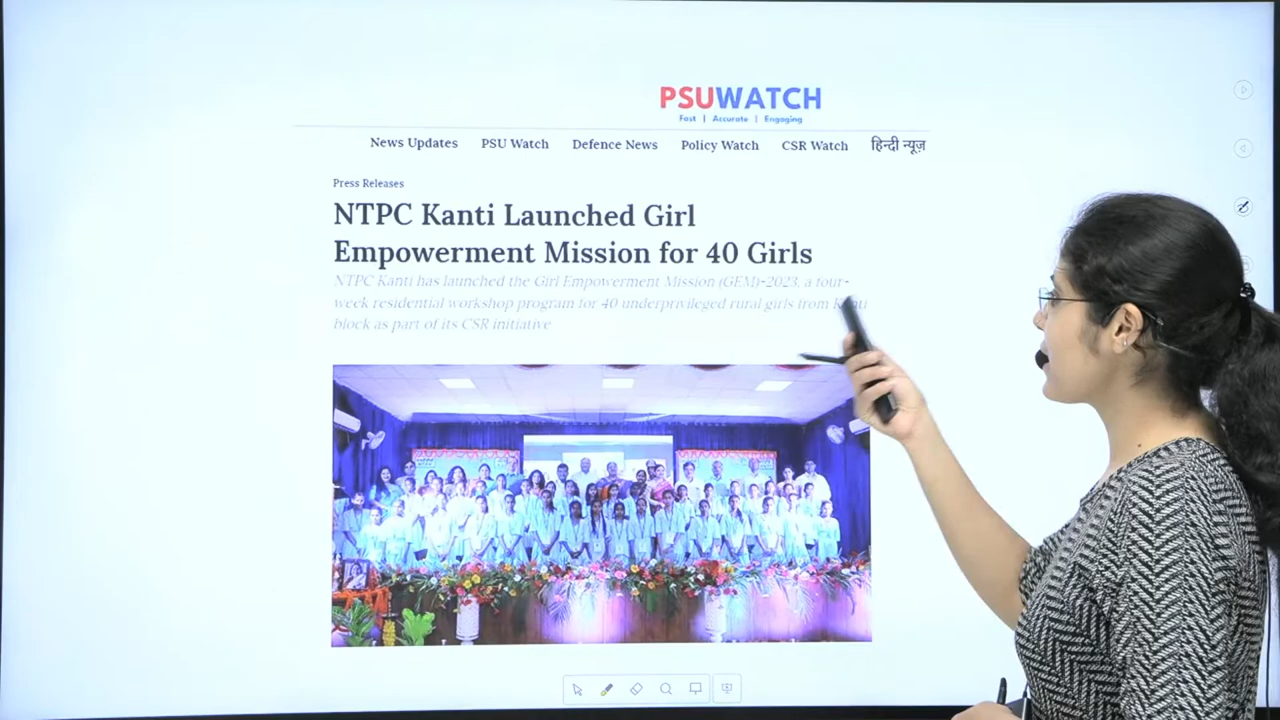 PSUWATCH
Fast | Accurate | Engaging
News Updates PSU Watch Defence News Policy Watch CSR Watch हिन्दी न्यूज़
Press Releases
NTPC Kanti Launched Girl
Empowerment Mission for 40 Girls
NTPC Kanti has launched the Girl Empowerment Mission (GEM)-2023, a four-
week residential workshop program for 40 underprivileged rural girls from Kanti
block as part of its CSR initiative